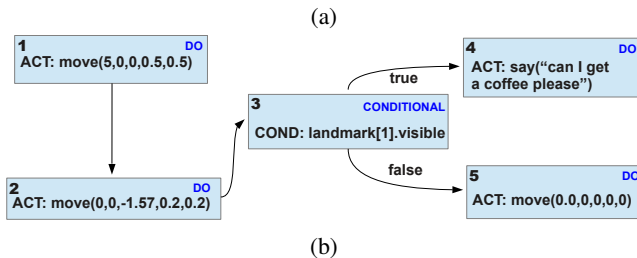 (a)
1 DO
ACT: move(5,0,0,0.5,0.5)
4 DO
ACT: say(“can I get
a coffee please”)
true
3 CONDITIONAL
COND: landmark[1].visible
2 DO
ACT: move(0,0,-1.57,0.2,0.2)
false
5 DO
ACT: move(0.0,0,0,0,0)
(b)